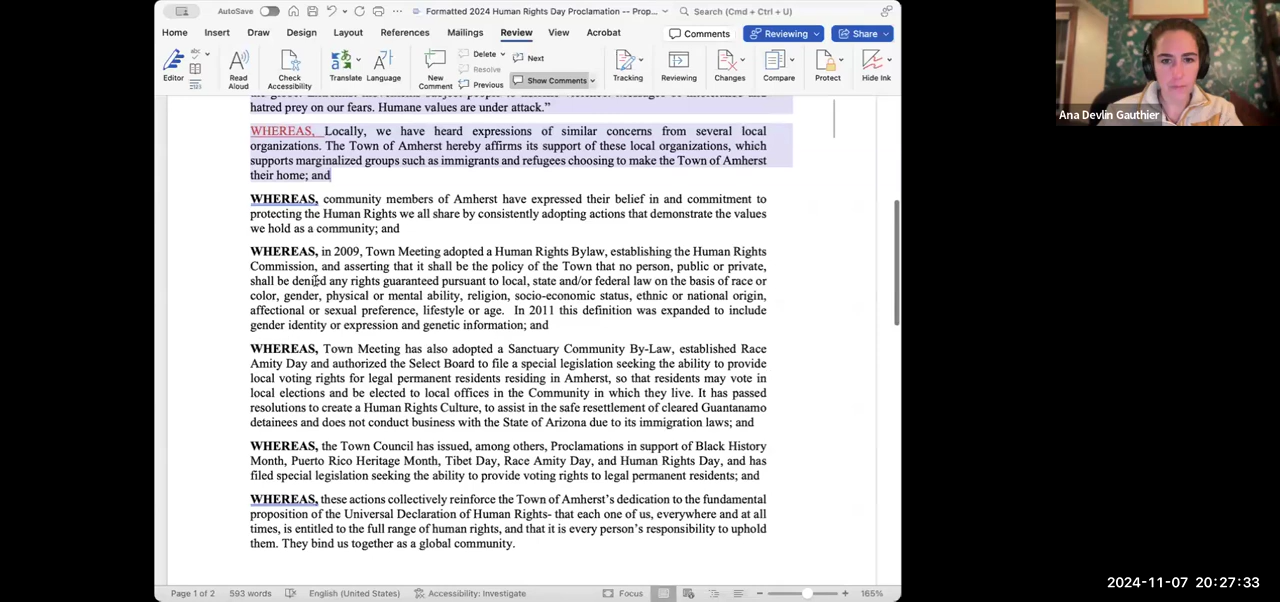 AutoSave
Formatted 2024 Human Rights Day Proclamation -- Prop...
Search (Cmd + Ctrl + U)
Home Insert Draw Design Layout References Mailings Review View Acrobat
Comments Reviewing Share
Editor
Read Aloud
Check Accessibility
Translate Language
New Comment
Delete
Resolve
Previous
Next
Show Comments
Tracking Reviewing Changes Compare Protect Hide Ink
hatred prey on our fears. Humane values are under attack.”
WHEREAS, Locally, we have heard expressions of similar concerns from several local
organizations. The Town of Amherst hereby affirms its support of these local organizations, which
supports marginalized groups such as immigrants and refugees choosing to make the Town of Amherst
their home; and
WHEREAS, community members of Amherst have expressed their belief in and commitment to
protecting the Human Rights we all share by consistently adopting actions that demonstrate the values
we hold as a community; and
WHEREAS, in 2009, Town Meeting adopted a Human Rights Bylaw, establishing the Human Rights
Commission, and asserting that it shall be the policy of the Town that no person, public or private,
shall be denied any rights guaranteed pursuant to local, state and/or federal law on the basis of race or
color, gender, physical or mental ability, religion, socio-economic status, ethnic or national origin,
affectional or sexual preference, lifestyle or age. In 2011 this definition was expanded to include
gender identity or expression and genetic information; and
WHEREAS, Town Meeting has also adopted a Sanctuary Community By-Law, established Race
Amity Day and authorized the Select Board to file a special legislation seeking the ability to provide
local voting rights for legal permanent residents residing in Amherst, so that residents may vote in
local elections and be elected to local offices in the Community in which they live. It has passed
resolutions to create a Human Rights Culture, to assist in the safe resettlement of cleared Guantanamo
detainees and does not conduct business with the State of Arizona due to its immigration laws; and
WHEREAS, the Town Council has issued, among others, Proclamations in support of Black History
Month, Puerto Rico Heritage Month, Tibet Day, Race Amity Day, and Human Rights Day, and has
filed special legislation seeking the ability to provide voting rights to legal permanent residents; and
WHEREAS, these actions collectively reinforce the Town of Amherst’s dedication to the fundamental
proposition of the Universal Declaration of Human Rights- that each one of us, everywhere and at all
times, is entitled to the full range of human rights, and that it is every person’s responsibility to uphold
them. They bind us together as a global community.
Page 1 of 2 593 words English (United States) Accessibility: Investigate Focus 165%
Ana Devlin Gauthier
2024-11-07 20:27:33